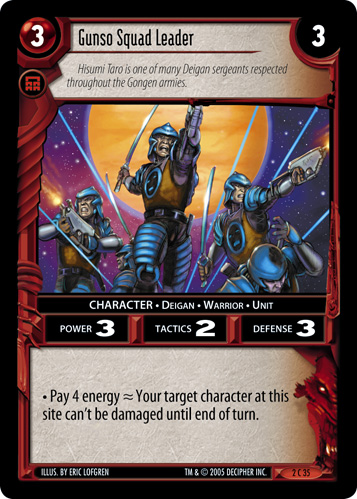 3
Gunso Squad Leader
3
Hisumi Taro is one of many Deigan sergeants respected
throughout the Gongen armies.
CHARACTER • DEIGAN • WARRIOR • UNIT
POWER 3 TACTICS 2 DEFENSE 3
• Pay 4 energy ≈ Your target character at this
site can't be damaged until end of turn.
ILLUS. BY ERIC LOFGREN TM & © 2005 DECIPHER INC. 2 C 35